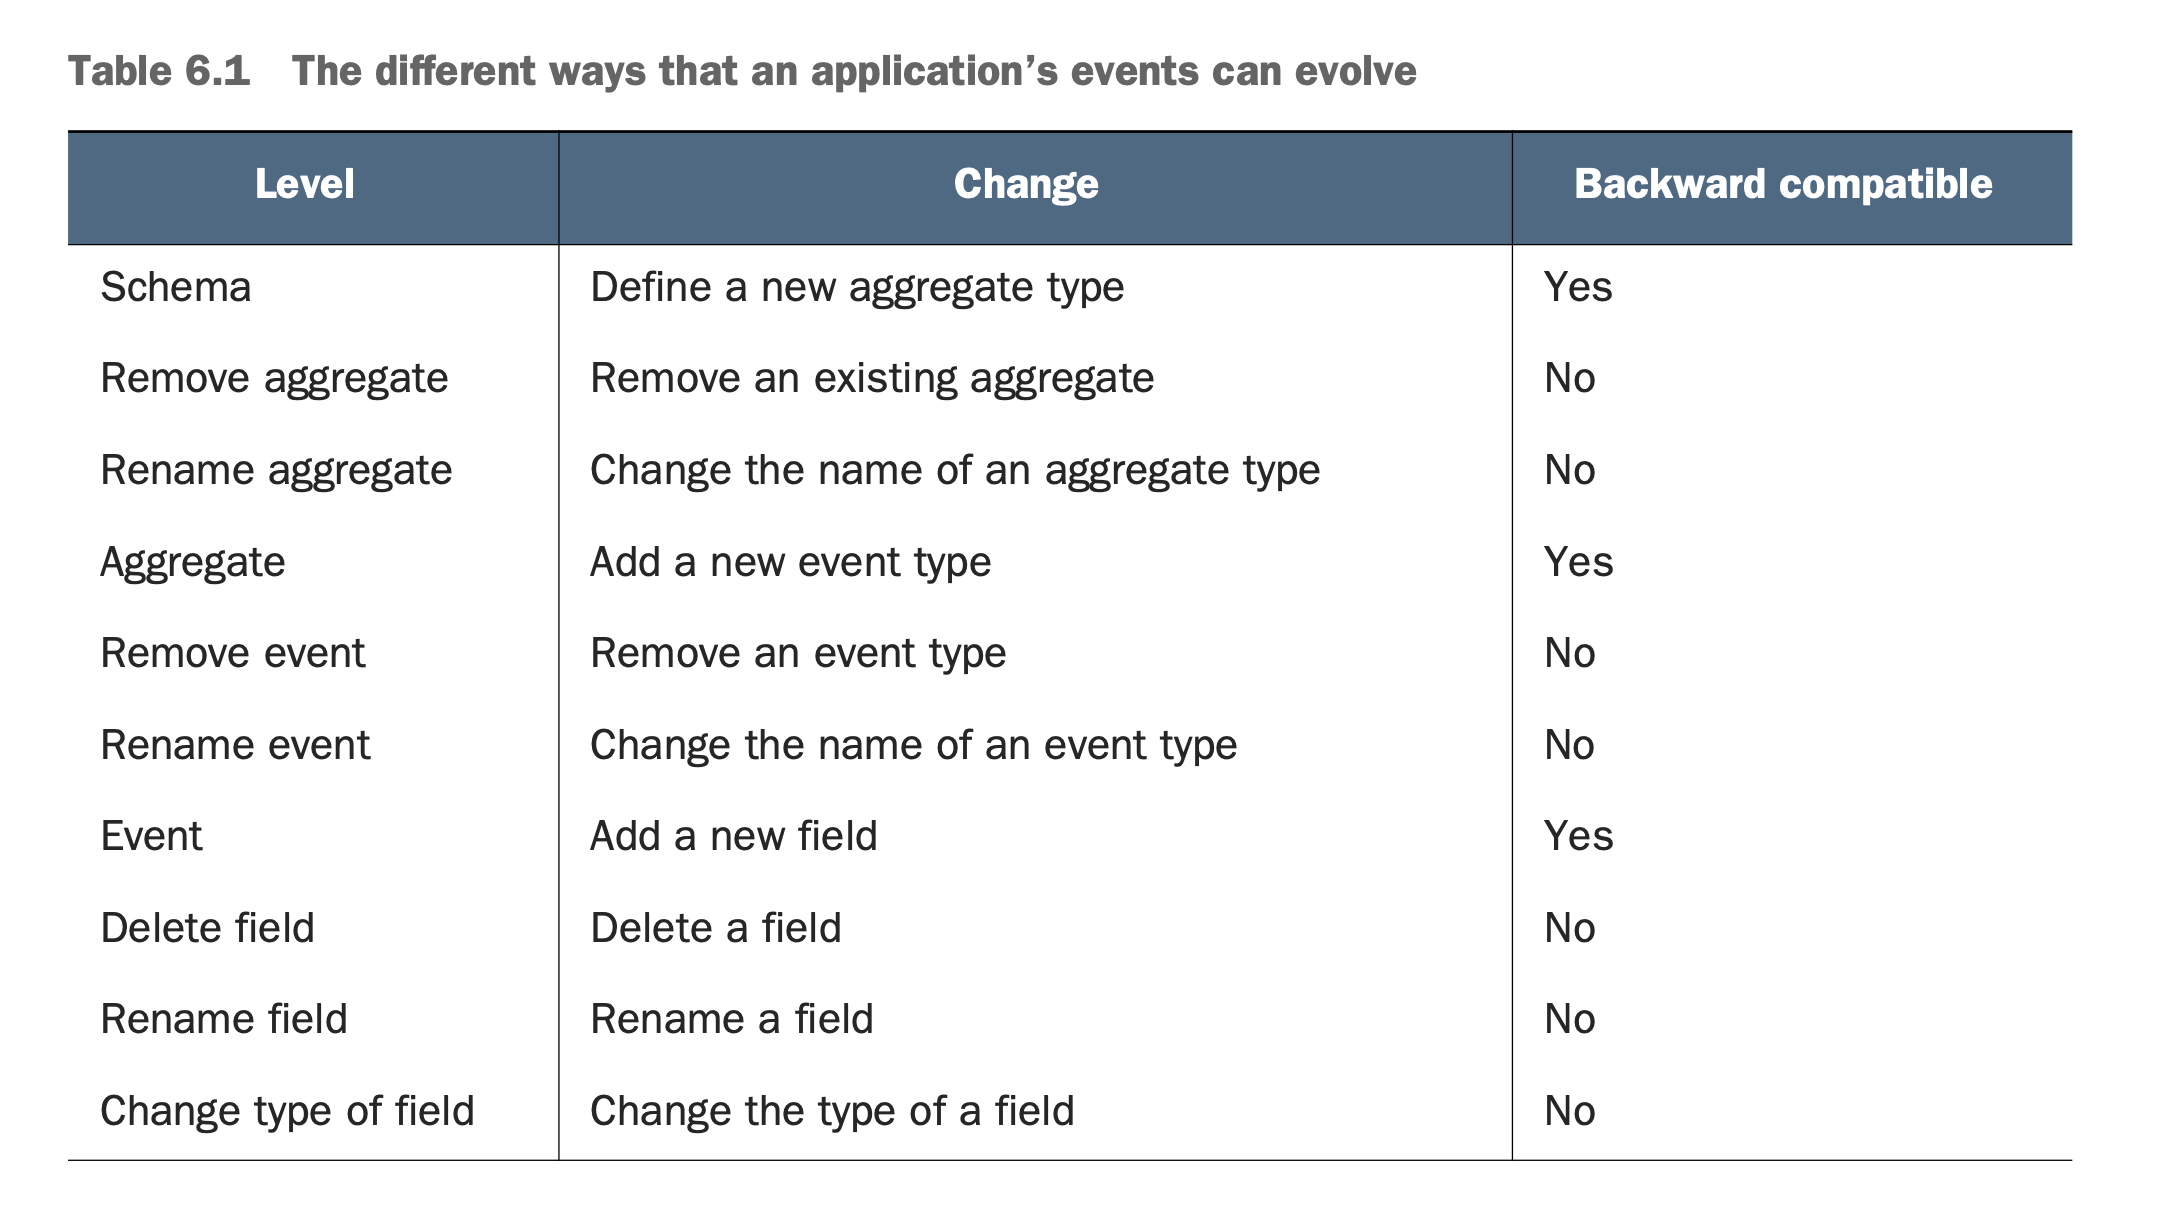 Table 6.1 The different ways that an application’s events can evolve
Level Change Backward compatible
Schema Define a new aggregate type Yes
Remove aggregate Remove an existing aggregate No
Rename aggregate Change the name of an aggregate type No
Aggregate Add a new event type Yes
Remove event Remove an event type No
Rename event Change the name of an event type No
Event Add a new field Yes
Delete field Delete a field No
Rename field Rename a field No
Change type of field Change the type of a field No